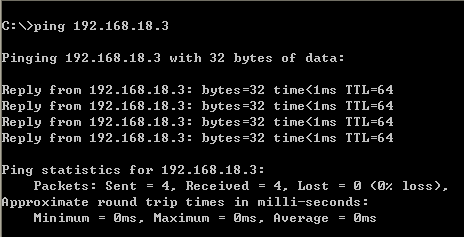 C:\>ping 192.168.18.3
Pinging 192.168.18.3 with 32 bytes of data:
Reply from 192.168.18.3: bytes=32 time<1ms TTL=64
Reply from 192.168.18.3: bytes=32 time<1ms TTL=64
Reply from 192.168.18.3: bytes=32 time<1ms TTL=64
Reply from 192.168.18.3: bytes=32 time<1ms TTL=64
Ping statistics for 192.168.18.3:
    Packets: Sent = 4, Received = 4, Lost = 0 (0% loss),
Approximate round trip times in milli-seconds:
    Minimum = 0ms, Maximum = 0ms, Average = 0ms